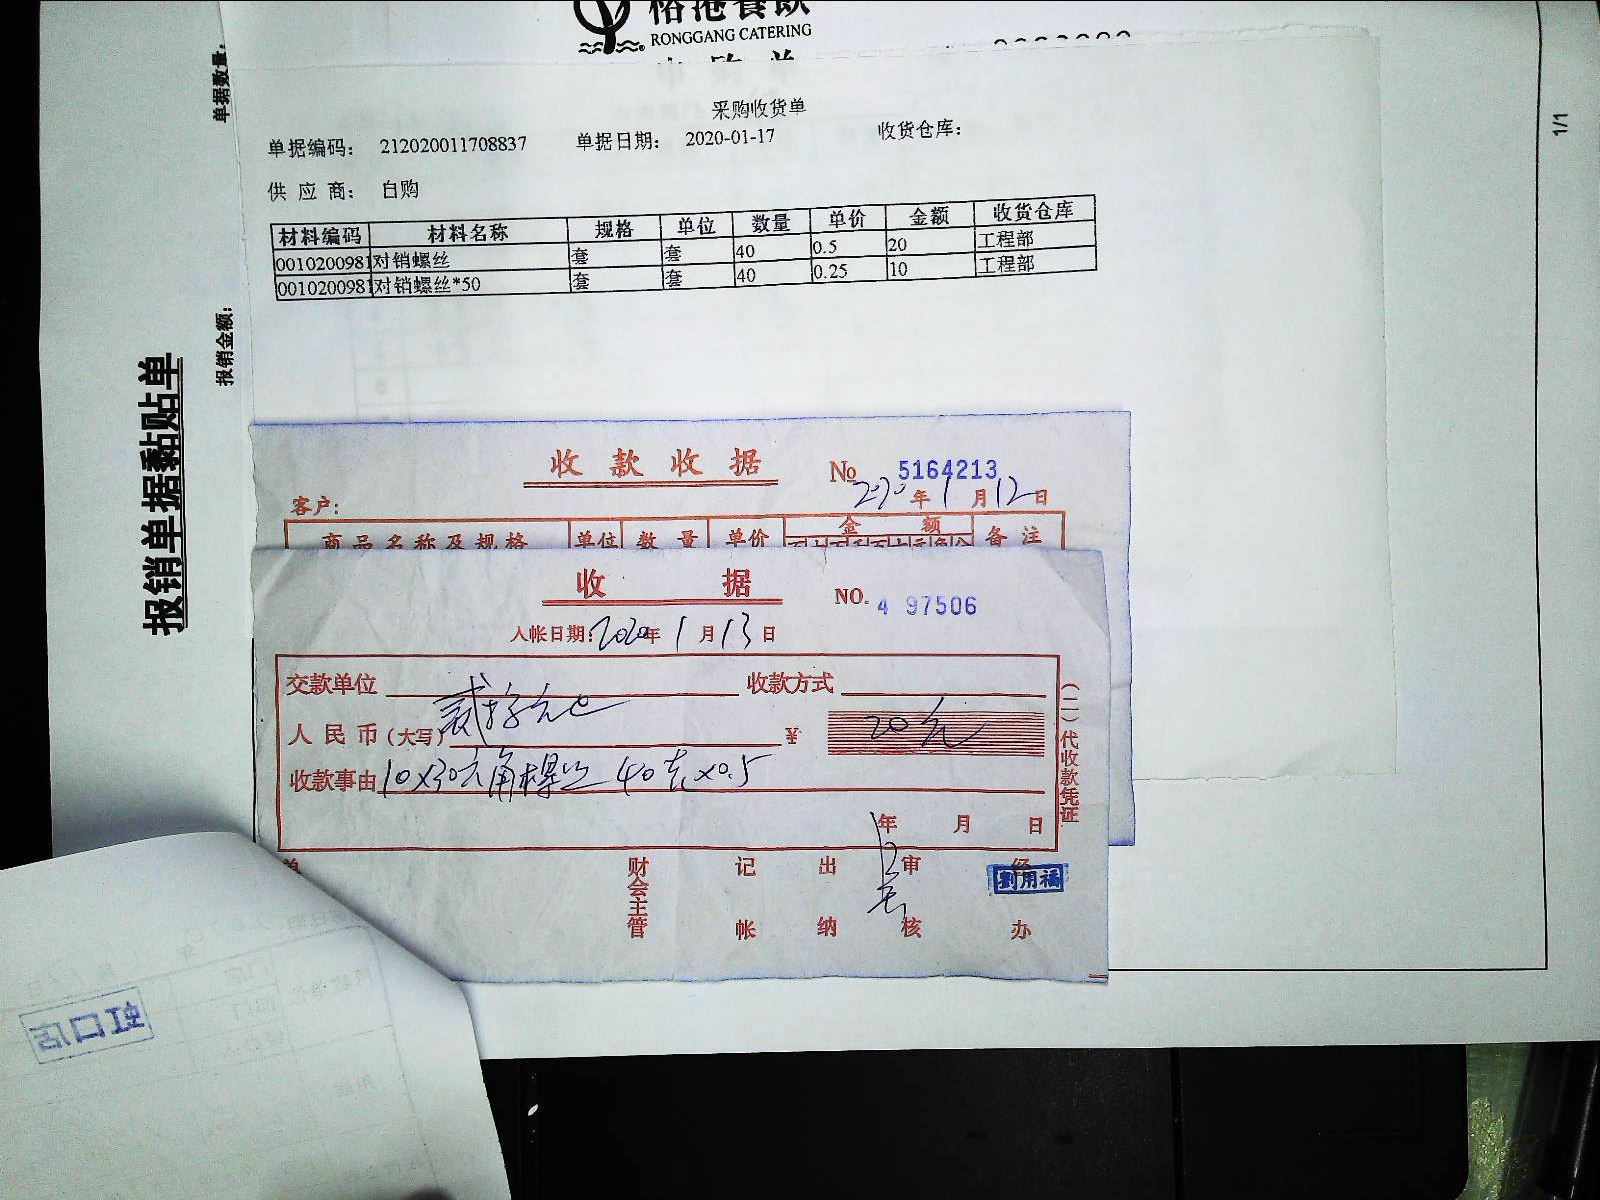 RONGGANG CATERING
采购收货单
单据编码： 212020011708837 单据日期： 2020-01-17 收货仓库：
供 应 商： 自购
材料编码 材料名称 规格 单位 数量 单价 金额 收货仓库
0010200981 对销螺丝 套 套 40 0.5 20 工程部
0010200981 对销螺丝*50 套 套 40 0.25 10 工程部
单据数量：
报销金额：
报销单据黏贴单
1/1
收款收据 № 5164213
2020年1月12日
客户：
商品名称及规格 单位 数量 单价 金额 备注
收据 NO. 4 97506
入帐日期：2020年1月13日
交款单位 收款方式
人民币(大写) 贰拾元 ¥ 20元
收款事由 10×30六角 40 ×0.5
年 月 日
(二)代收款凭证
财会主管 记帐 出纳 审核 经办
劉用福
虹口店